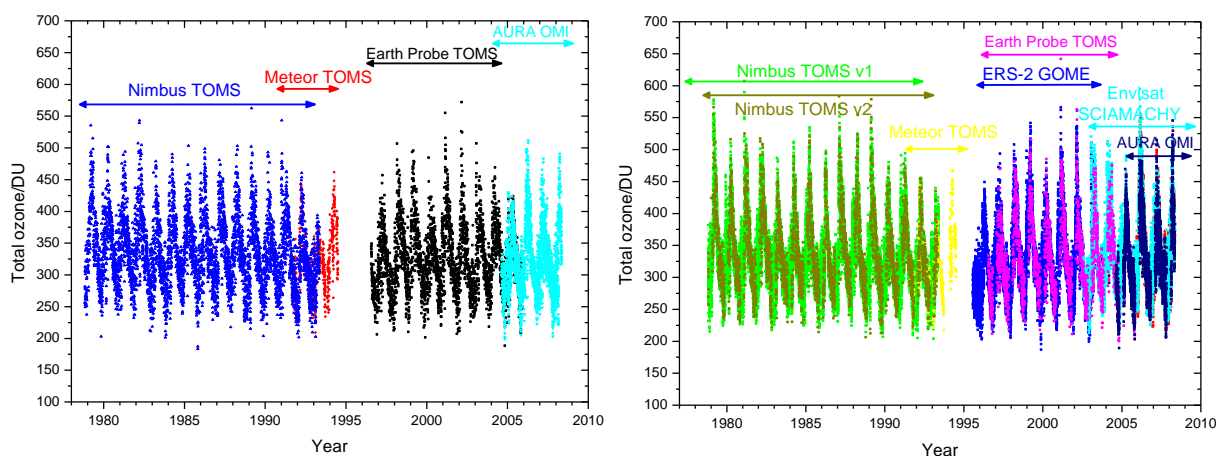 700
650
600
550
500
450
400
350
300
250
200
150
100
Total ozone/DU
AURA OMI
Earth Probe TOMS
Meteor TOMS
Nimbus TOMS
1980 1985 1990 1995 2000 2005 2010
Year
700
650
600
550
500
450
400
350
300
250
200
150
100
Total ozone/DU
Earth Probe TOMS
Nimbus TOMS v1
ERS-2 GOME
Nimbus TOMS v2
Envisat
SCIAMACHY
Meteor TOMS
AURA OMI
1980 1985 1990 1995 2000 2005 2010
Year